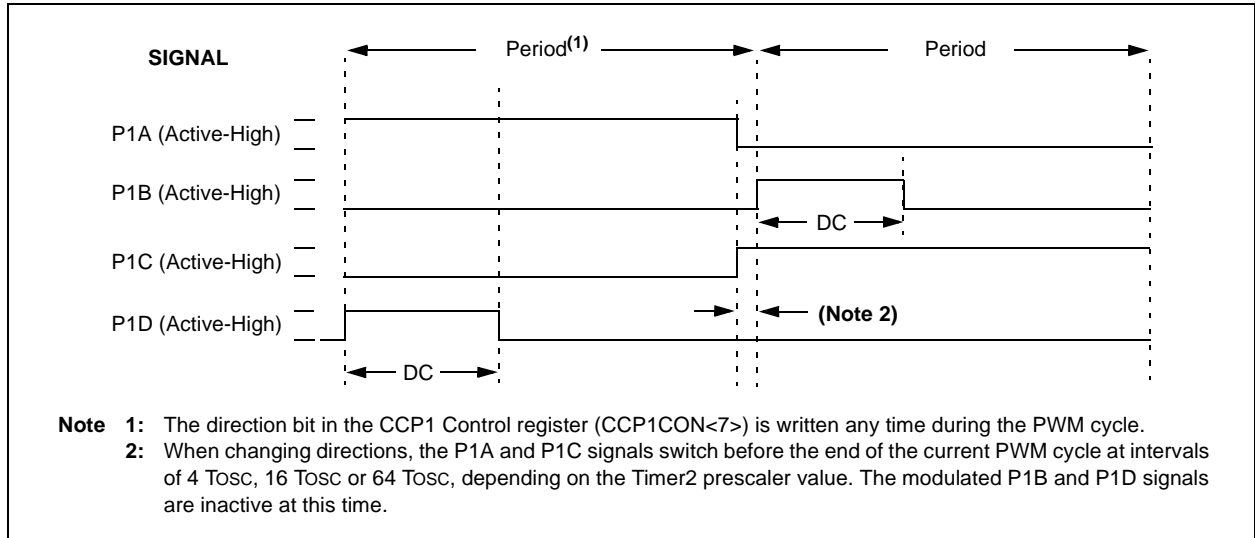 SIGNAL
Period(1)
Period
P1A (Active-High)
P1B (Active-High)
DC
P1C (Active-High)
P1D (Active-High)
(Note 2)
DC
Note 1: The direction bit in the CCP1 Control register (CCP1CON<7>) is written any time during the PWM cycle.
2: When changing directions, the P1A and P1C signals switch before the end of the current PWM cycle at intervals
of 4 TOSC, 16 TOSC or 64 TOSC, depending on the Timer2 prescaler value. The modulated P1B and P1D signals
are inactive at this time.